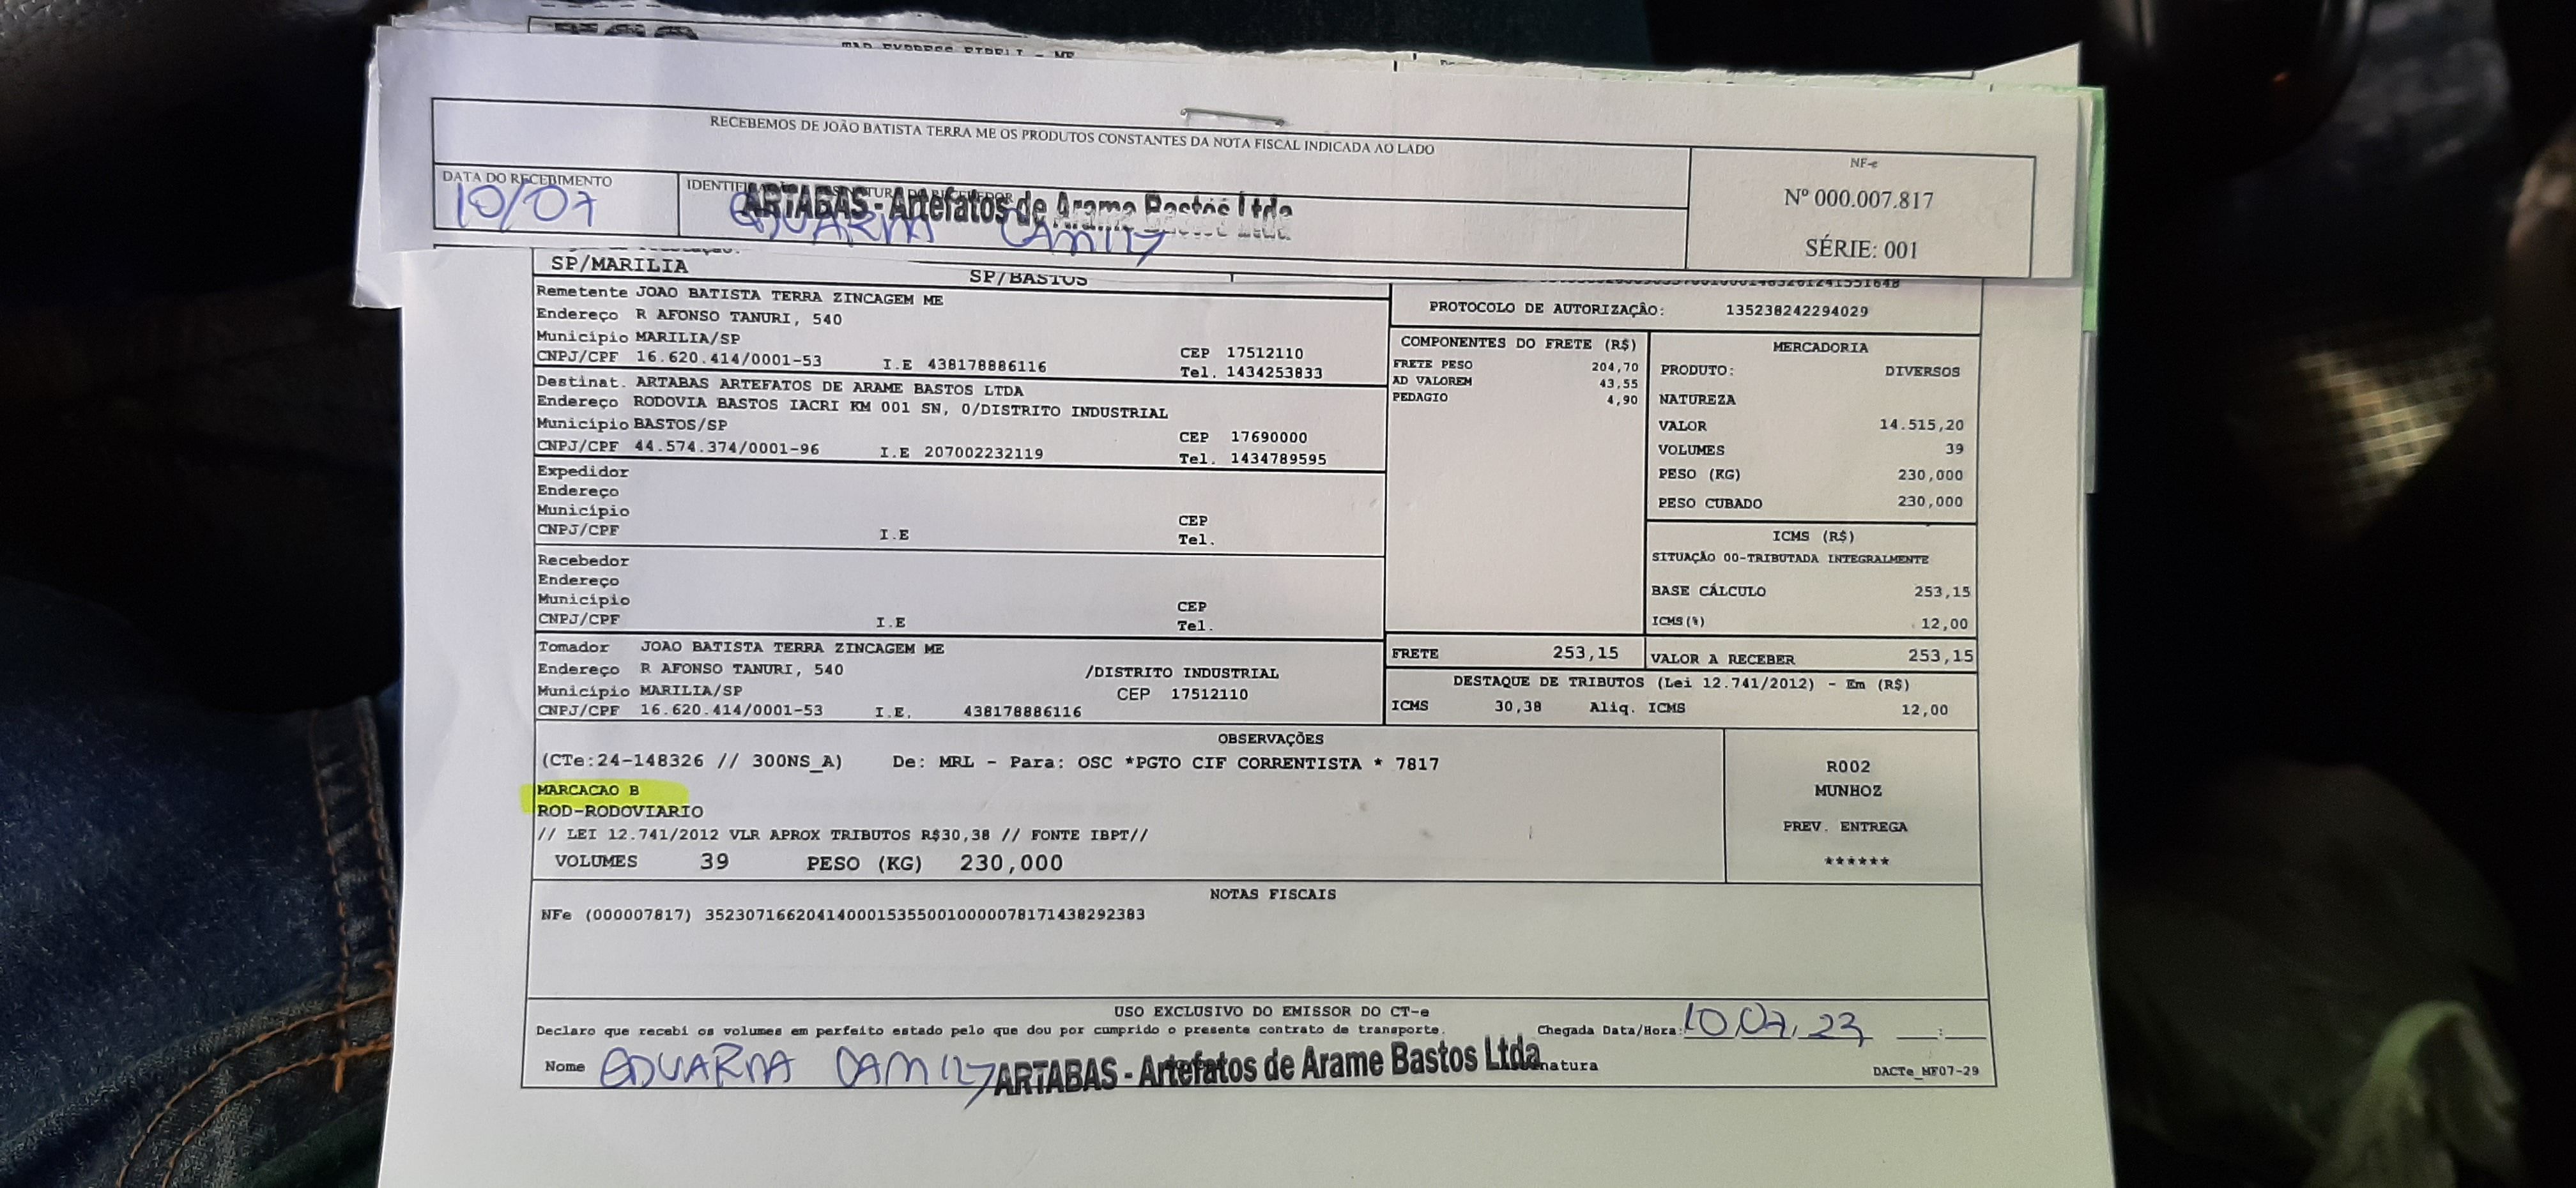 RECEBEMOS DE JOÃO BATISTA TERRA ME OS PRODUTOS CONSTANTES DA NOTA FISCAL INDICADA AO LADO
NF-e
Nº 000.007.817
SÉRIE: 001
DATA DO RECEBIMENTO
10/07
ARTABAS - Artefatos de Arame Bastos Ltda
SP/MARILIA SP/BASTOS
Remetente JOAO BATISTA TERRA ZINCAGEM ME
Endereço R AFONSO TANURI, 540
Município MARILIA/SP
CNPJ/CPF 16.620.414/0001-53 I.E 438178886116
CEP 17512110
Tel. 1434253833
Destinat. ARTABAS ARTEFATOS DE ARAME BASTOS LTDA
Endereço RODOVIA BASTOS IACRI KM 001 SN, 0/DISTRITO INDUSTRIAL
Município BASTOS/SP
CNPJ/CPF 44.574.374/0001-96 I.E 207002232119
CEP 17690000
Tel. 1434789595
Expedidor
Endereço
Município
CNPJ/CPF I.E
CEP
Tel.
Recebedor
Endereço
Município
CNPJ/CPF I.E
CEP
Tel.
Tomador JOAO BATISTA TERRA ZINCAGEM ME
Endereço R AFONSO TANURI, 540 /DISTRITO INDUSTRIAL
Município MARILIA/SP CEP 17512110
CNPJ/CPF 16.620.414/0001-53 I.E. 438178886116
PROTOCOLO DE AUTORIZAÇÃO: 135238242294029
COMPONENTES DO FRETE (R$)
FRETE PESO 204,70
AD VALOREM 43,55
PEDAGIO 4,90
MERCADORIA
PRODUTO: DIVERSOS
NATUREZA
VALOR 14.515,20
VOLUMES 39
PESO (KG) 230,000
PESO CUBADO 230,000
ICMS (R$)
SITUAÇÃO 00-TRIBUTADA INTEGRALMENTE
BASE CÁLCULO 253,15
ICMS(%) 12,00
FRETE 253,15
VALOR A RECEBER 253,15
DESTAQUE DE TRIBUTOS (Lei 12.741/2012) - Em (R$)
ICMS 30,38 Aliq. ICMS 12,00
OBSERVAÇÕES
(CTe:24-148326 // 300NS_A) De: MRL - Para: OSC *PGTO CIF CORRENTISTA * 7817
MARCACAO B
ROD-RODOVIARIO
// LEI 12.741/2012 VLR APROX TRIBUTOS R$30,38 // FONTE IBPT//
VOLUMES 39 PESO (KG) 230,000
R002
MUNHOZ
PREV. ENTREGA
******
NOTAS FISCAIS
NFe (000007817) 35230716620414000153550010000078171438292383
USO EXCLUSIVO DO EMISSOR DO CT-e
Declaro que recebi os volumes em perfeito estado pelo que dou por cumprido o presente contrato de transporte.
Chegada Data/Hora: 10,07,23 __:__
Nome EDUARDA
ARTABAS - Artefatos de Arame Bastos Ltda
DACTe_MF07-29